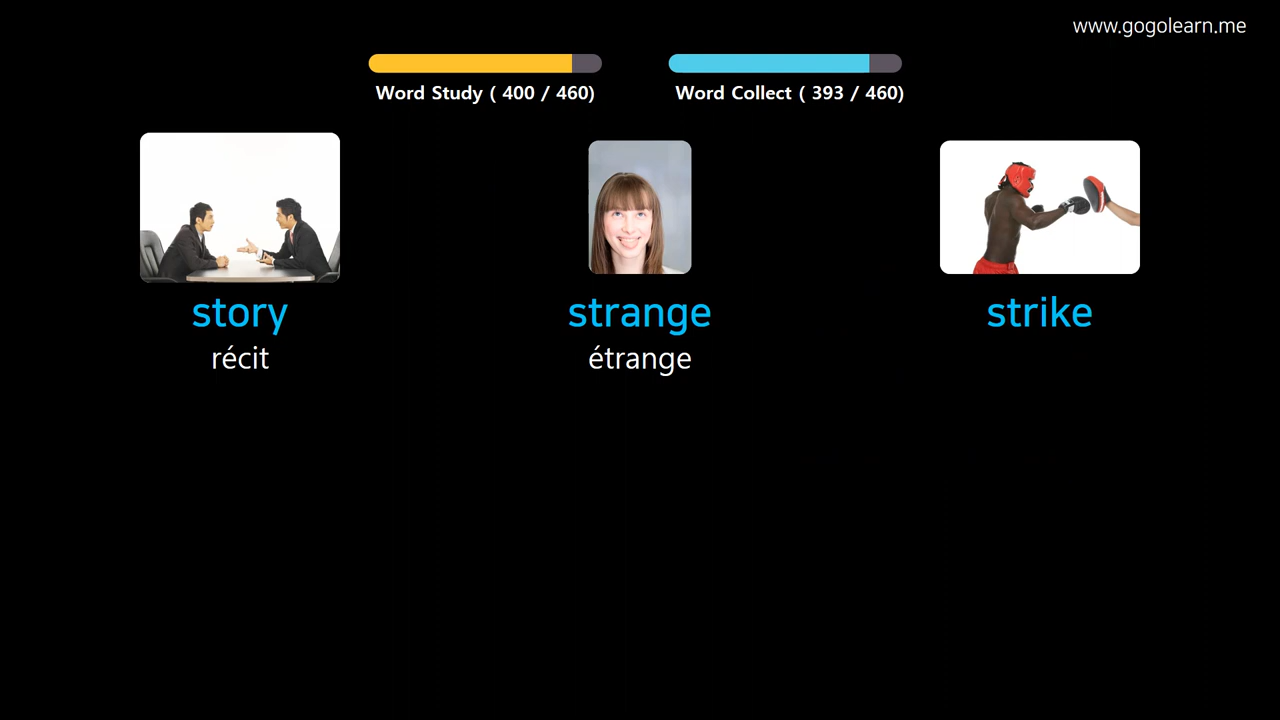 www.gogolearn.me
Word Study ( 400 / 460)
Word Collect ( 393 / 460)
story
strange
strike
récit
étrange